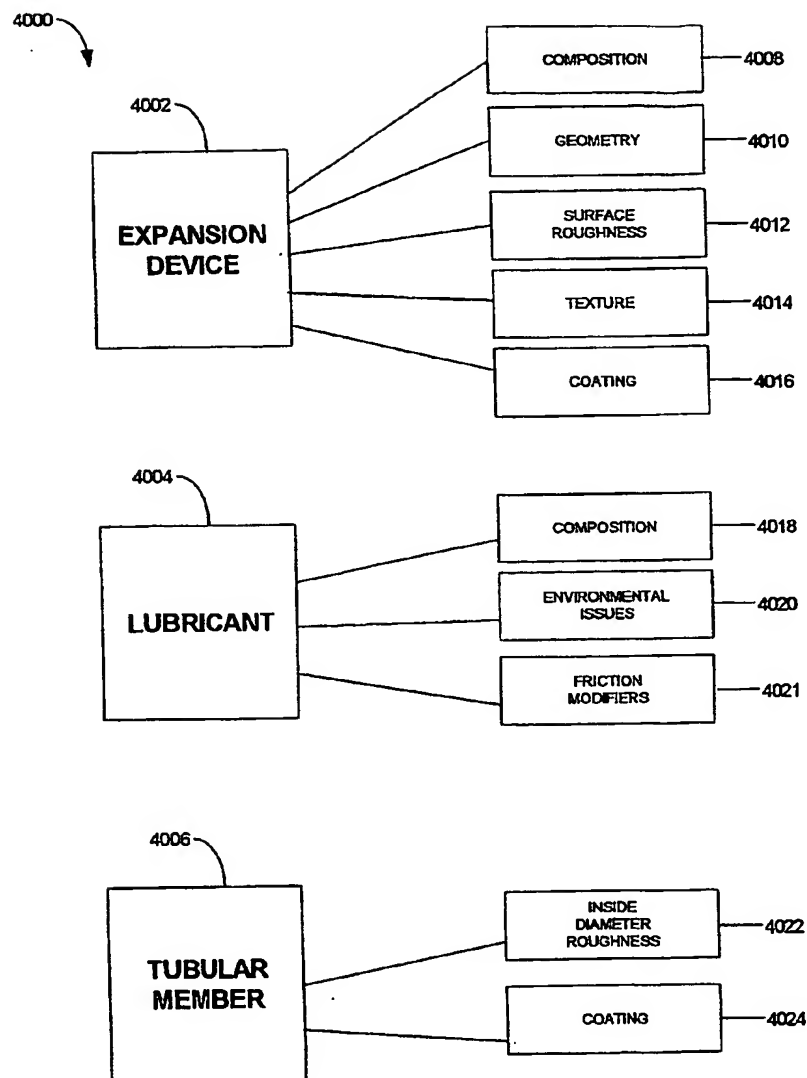 4000
4002
EXPANSION
DEVICE
COMPOSITION
4008
GEOMETRY
4010
SURFACE
ROUGHNESS
4012
TEXTURE
4014
COATING
4016
4004
LUBRICANT
COMPOSITION
4018
ENVIRONMENTAL
ISSUES
4020
FRICTION
MODIFIERS
4021
4006
TUBULAR
MEMBER
INSIDE
DIAMETER
ROUGHNESS
4022
COATING
4024